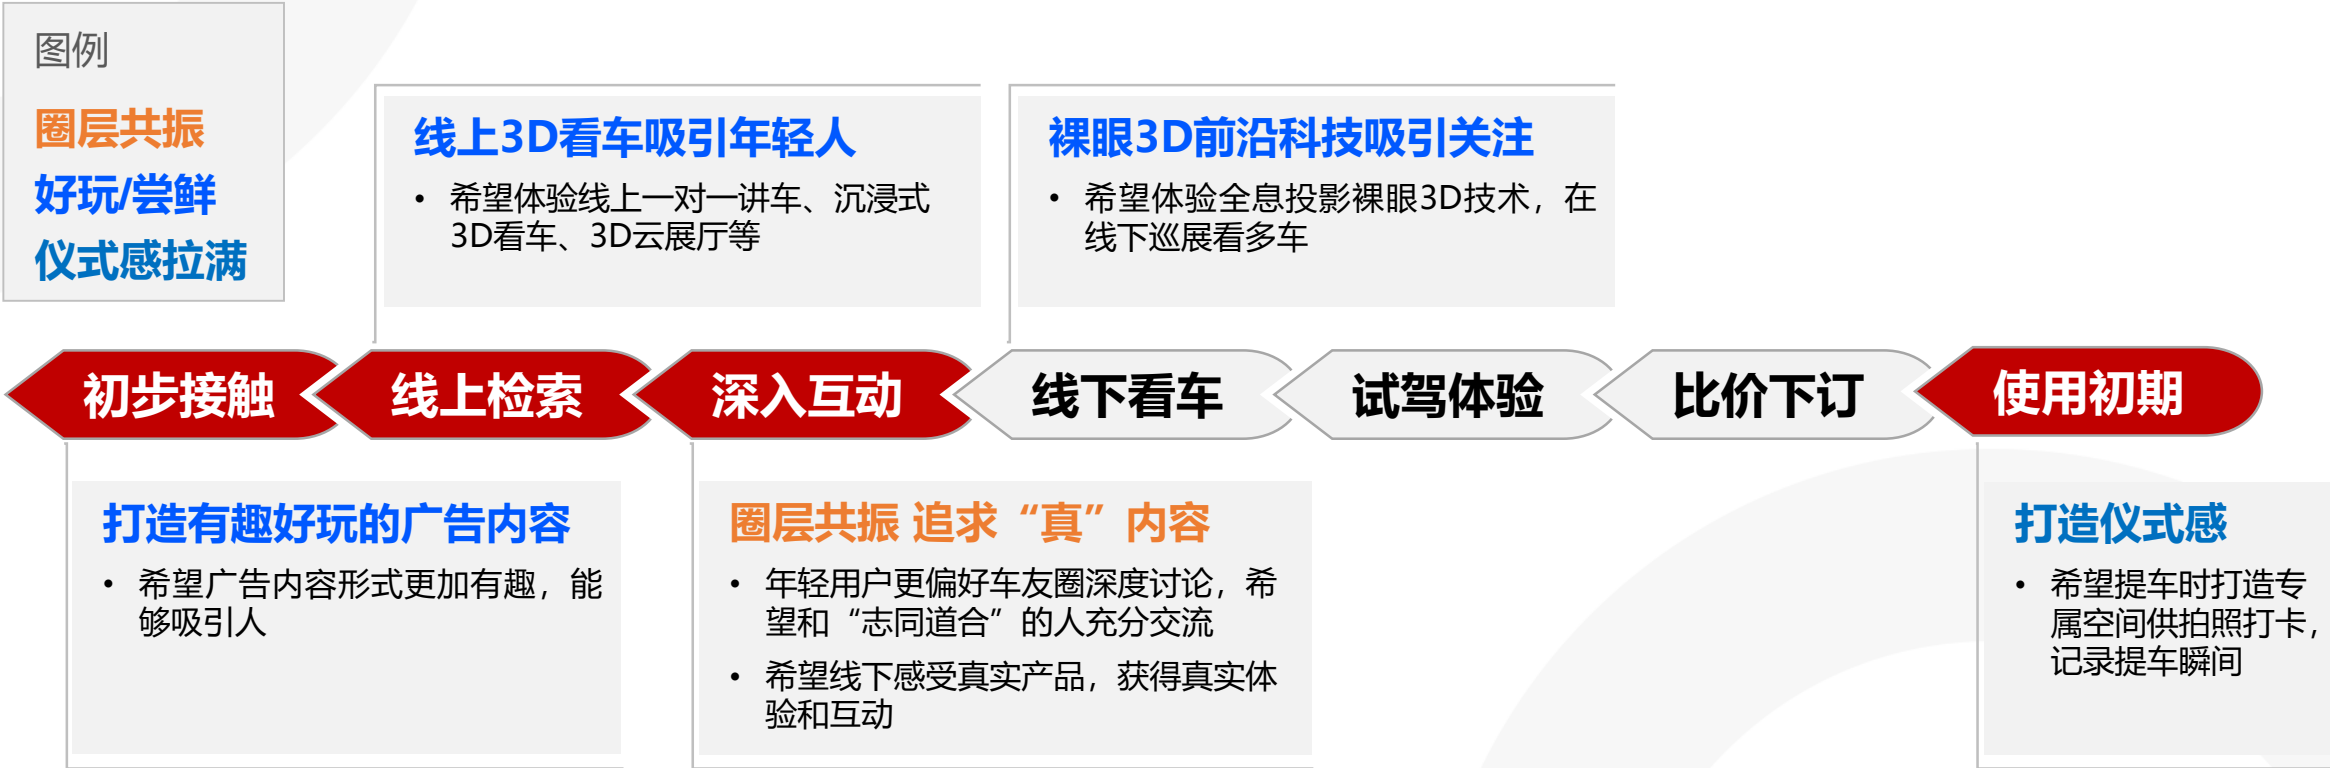 图例
圈层共振
好玩/尝鲜
仪式感拉满
线上3D看车吸引年轻人
• 希望体验线上一对一讲车、沉浸式
3D看车、3D云展厅等
裸眼3D前沿科技吸引关注
• 希望体验全息投影裸眼3D技术，在
线下巡展看多车
初步接触
线上检索
深入互动
线下看车
试驾体验
比价下订
使用初期
打造有趣好玩的广告内容
• 希望广告内容形式更加有趣，能
够吸引人
圈层共振 追求“真”内容
• 年轻用户更偏好车友圈深度讨论，希
望和“志同道合”的人充分交流
• 希望线下感受真实产品，获得真实体
验和互动
打造仪式感
• 希望提车时打造专
属空间供拍照打卡，
记录提车瞬间